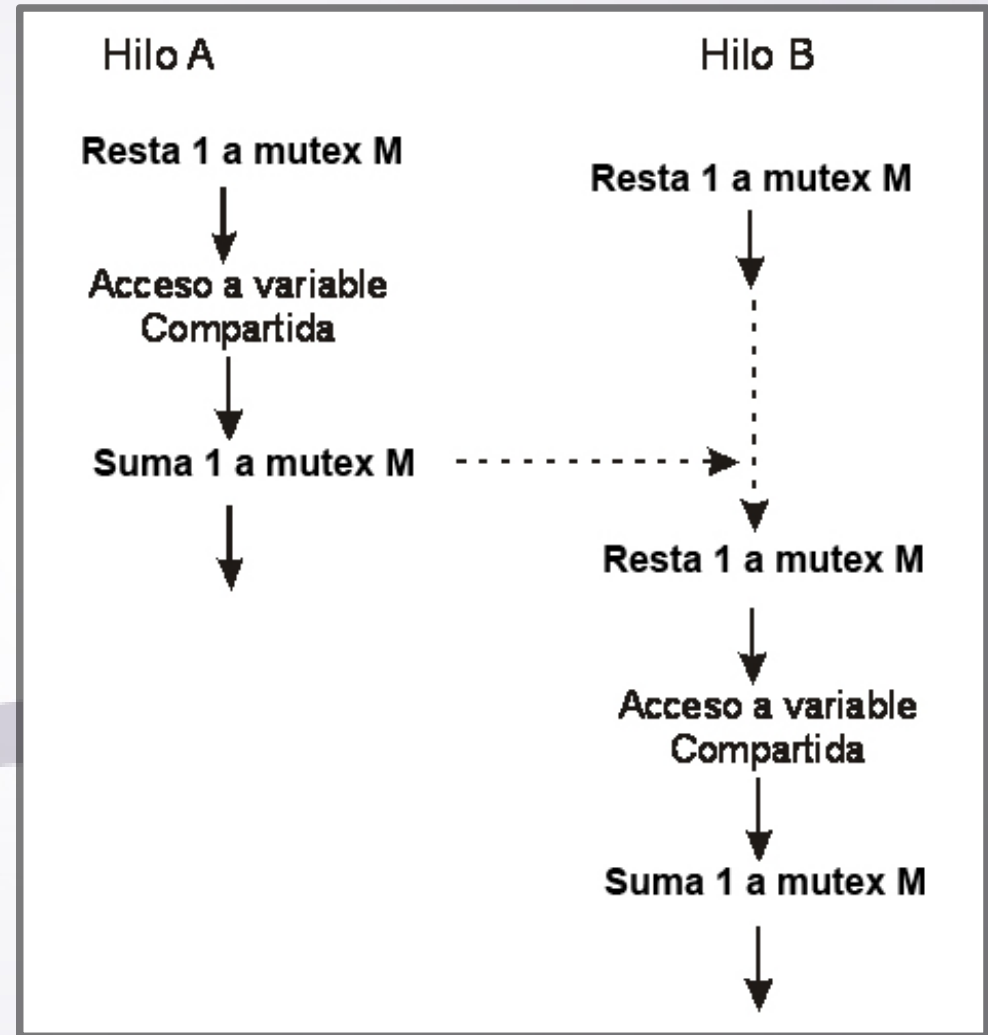 Hilo A
Hilo B
Resta 1 a mutex M
Resta 1 a mutex M
Acceso a variable
Compartida
Suma 1 a mutex M
Resta 1 a mutex M
Acceso a variable
Compartida
Suma 1 a mutex M